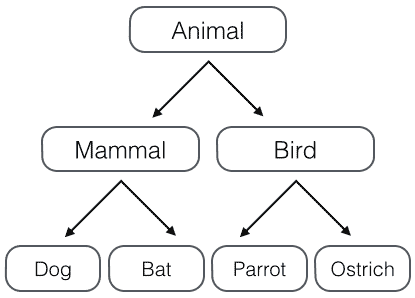 Animal
Mammal
Bird
Dog
Bat
Parrot
Ostrich